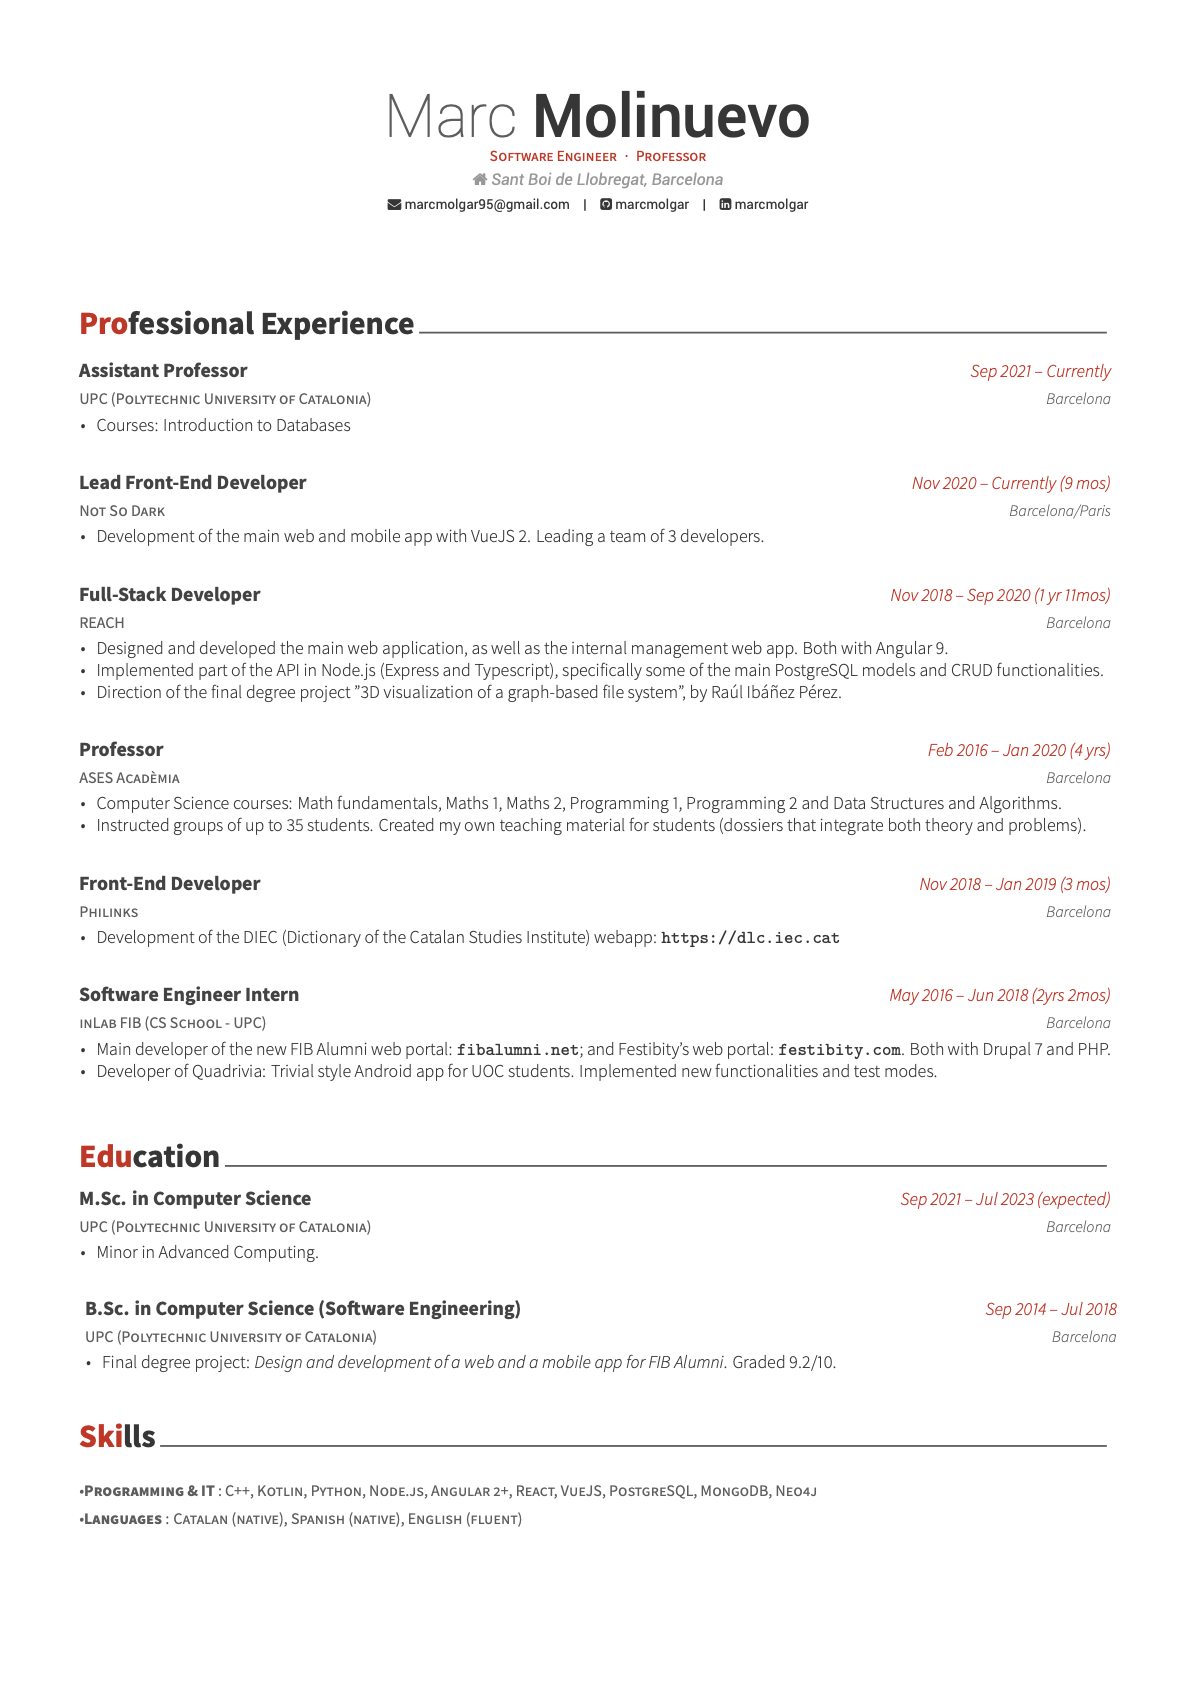 Marc Molinuevo
Software Engineer · Professor
Sant Boi de Llobregat, Barcelona
marcmolgar95@gmail.com | marcmolgar | marcmolgar
Professional Experience
Assistant Professor Sep 2021 – Currently
UPC (Polytechnic University of Catalonia) Barcelona
• Courses: Introduction to Databases
Lead Front-End Developer Nov 2020 – Currently (9 mos)
Not So Dark Barcelona/Paris
• Development of the main web and mobile app with VueJS 2. Leading a team of 3 developers.
Full-Stack Developer Nov 2018 – Sep 2020 (1 yr 11mos)
REACH Barcelona
• Designed and developed the main web application, as well as the internal management web app. Both with Angular 9.
• Implemented part of the API in Node.js (Express and Typescript), specifically some of the main PostgreSQL models and CRUD functionalities.
• Direction of the final degree project ”3D visualization of a graph-based file system”, by Raúl Ibáñez Pérez.
Professor Feb 2016 – Jan 2020 (4 yrs)
ASES Acadèmia Barcelona
• Computer Science courses: Math fundamentals, Maths 1, Maths 2, Programming 1, Programming 2 and Data Structures and Algorithms.
• Instructed groups of up to 35 students. Created my own teaching material for students (dossiers that integrate both theory and problems).
Front-End Developer Nov 2018 – Jan 2019 (3 mos)
Philinks Barcelona
• Development of the DIEC (Dictionary of the Catalan Studies Institute) webapp: https://dlc.iec.cat
Software Engineer Intern May 2016 – Jun 2018 (2yrs 2mos)
inLab FIB (CS School - UPC) Barcelona
• Main developer of the new FIB Alumni web portal: fibalumni.net; and Festibity’s web portal: festibity.com. Both with Drupal 7 and PHP.
• Developer of Quadrivia: Trivial style Android app for UOC students. Implemented new functionalities and test modes.
Education
M.Sc. in Computer Science Sep 2021 – Jul 2023 (expected)
UPC (Polytechnic University of Catalonia) Barcelona
• Minor in Advanced Computing.
B.Sc. in Computer Science (Software Engineering) Sep 2014 – Jul 2018
UPC (Polytechnic University of Catalonia) Barcelona
• Final degree project: Design and development of a web and a mobile app for FIB Alumni. Graded 9.2/10.
Skills
•Programming & IT : C++, Kotlin, Python, Node.js, Angular 2+, React, VueJS, PostgreSQL, MongoDB, Neo4j
•Languages : Catalan (native), Spanish (native), English (fluent)